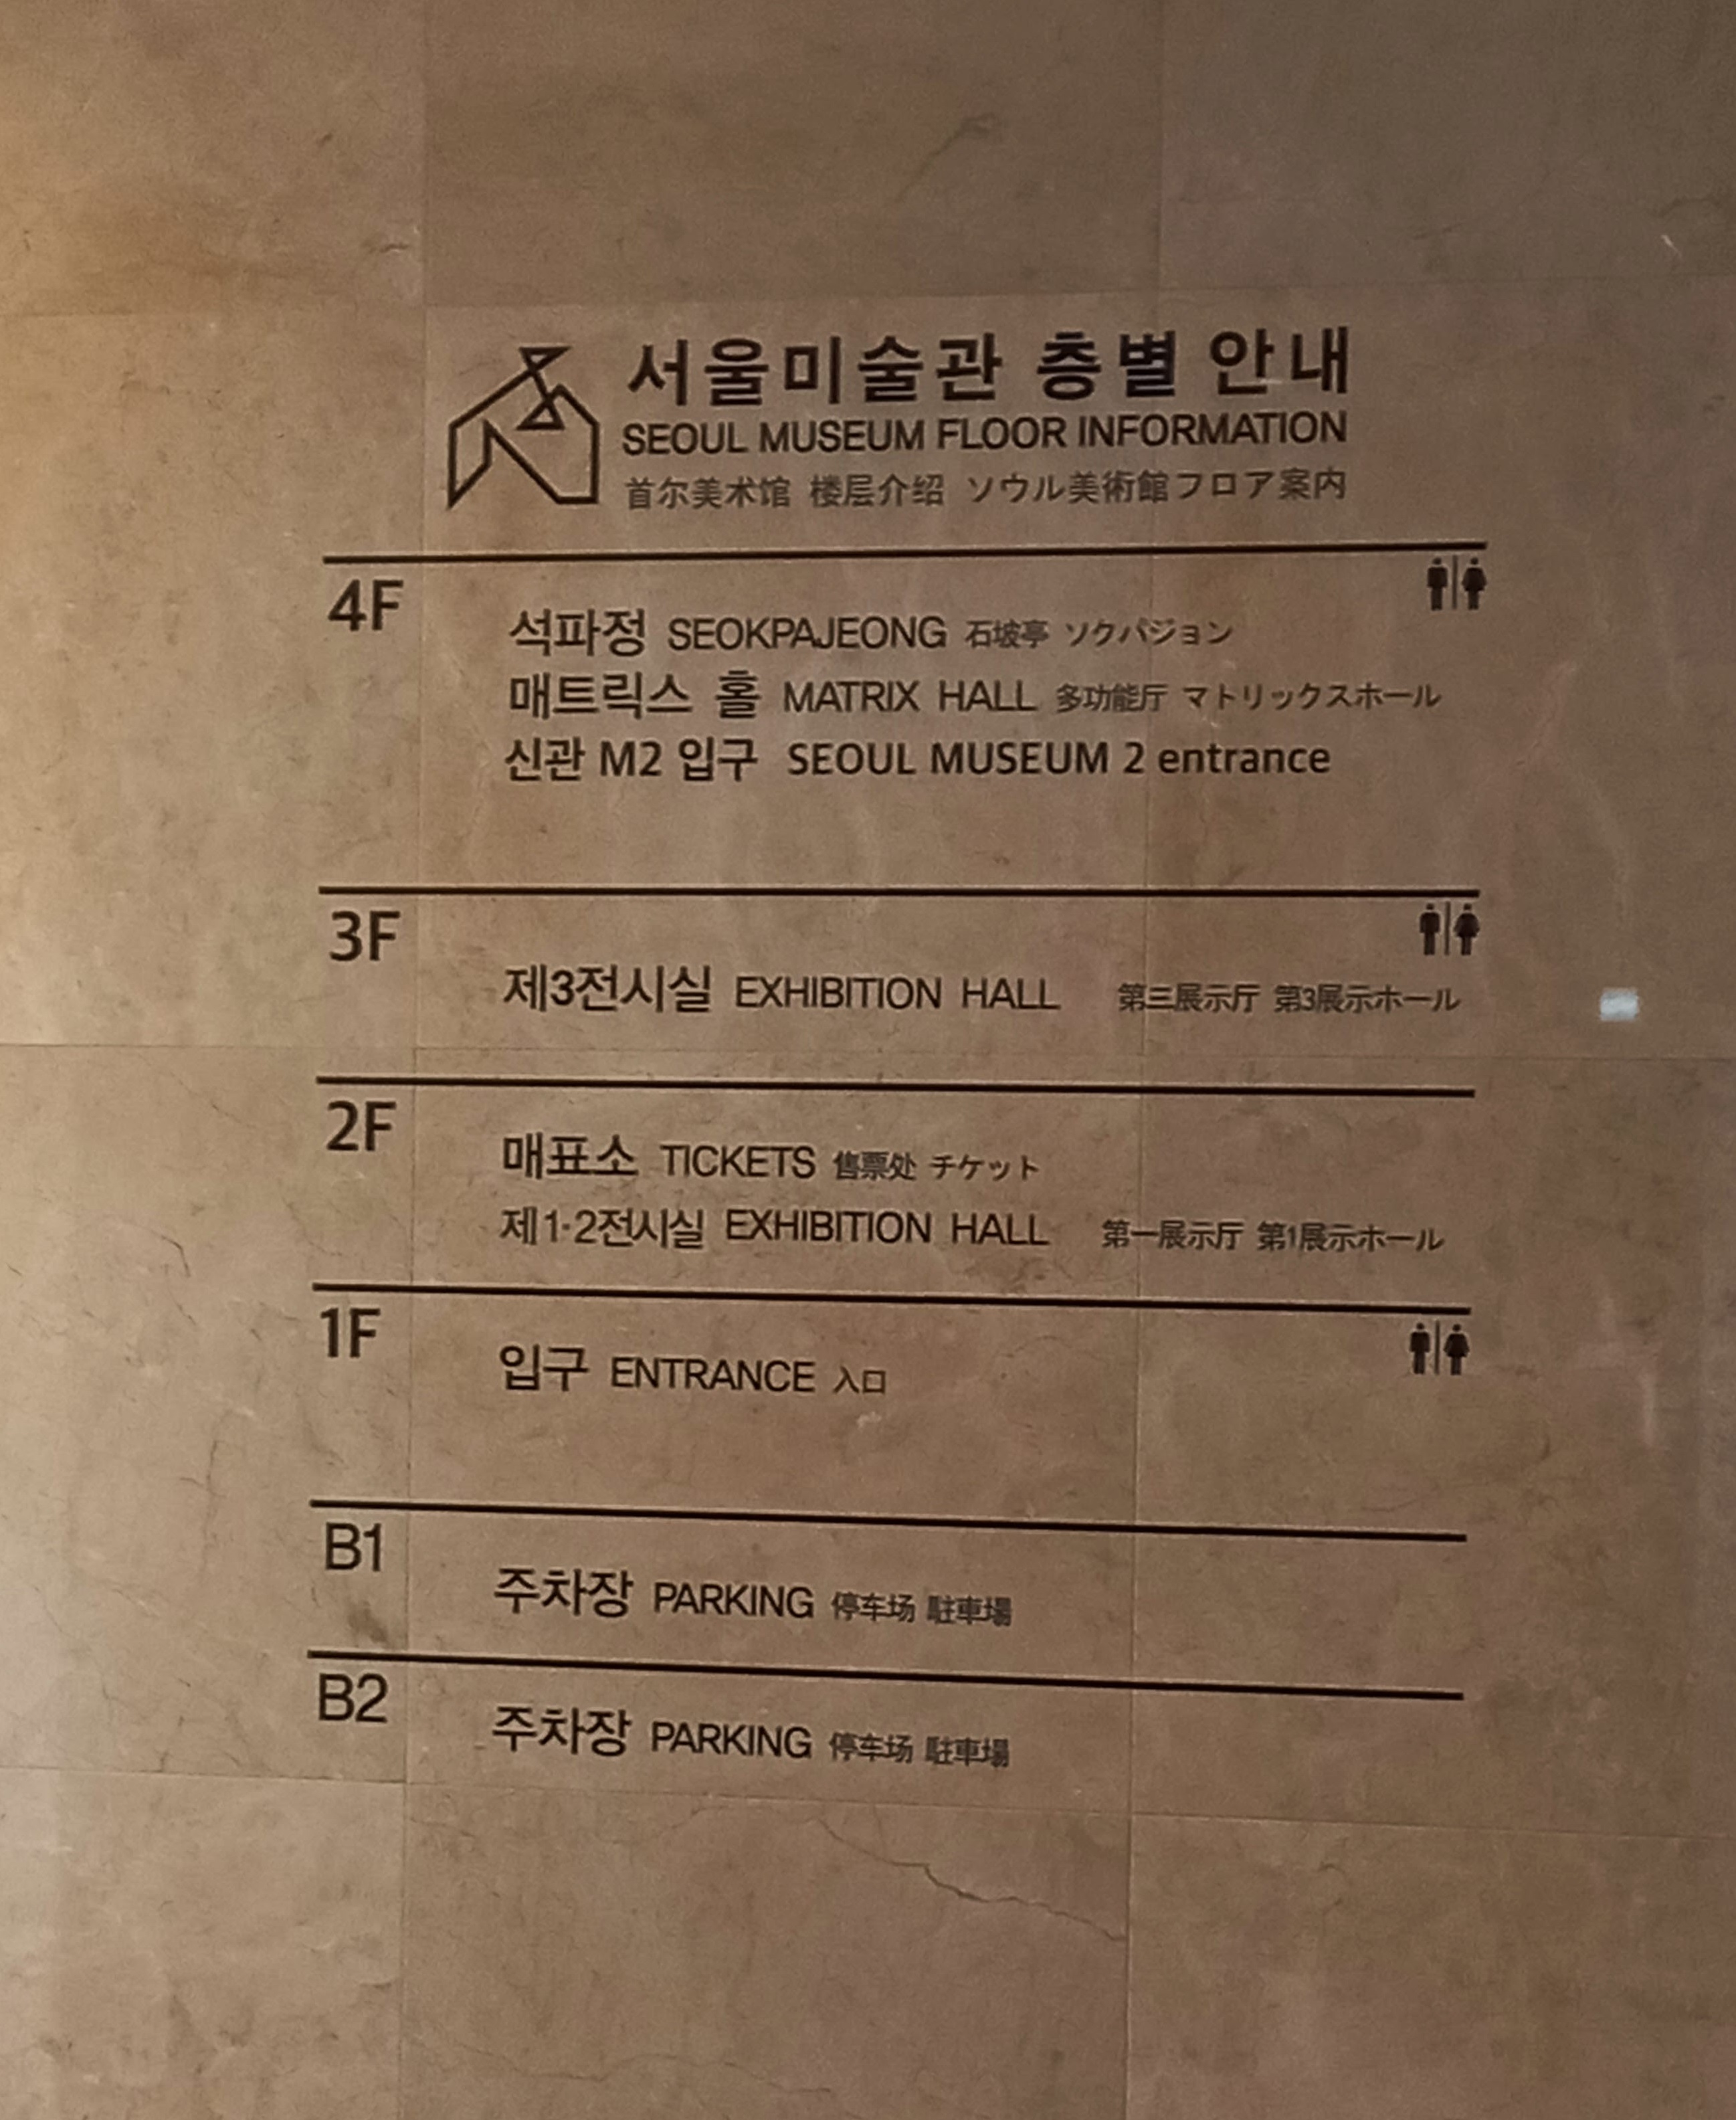 서울미술관 층별 안내
SEOUL MUSEUM FLOOR INFORMATION
首尔美术馆 楼层介绍 ソウル美術館フロア案内
4F
석파정 SEOKPAJEONG 石坡亭 ソクパジョン
매트릭스 홀 MATRIX HALL 多功能厅 マトリックスホール
신관 M2 입구 SEOUL MUSEUM 2 entrance
3F
제3전시실 EXHIBITION HALL 第三展示厅 第3展示ホール
2F
매표소 TICKETS 售票处 チケット
제1·2전시실 EXHIBITION HALL 第一展示厅 第1展示ホール
1F
입구 ENTRANCE 入口
B1
주차장 PARKING 停车场 駐車場
B2
주차장 PARKING 停车场 駐車場